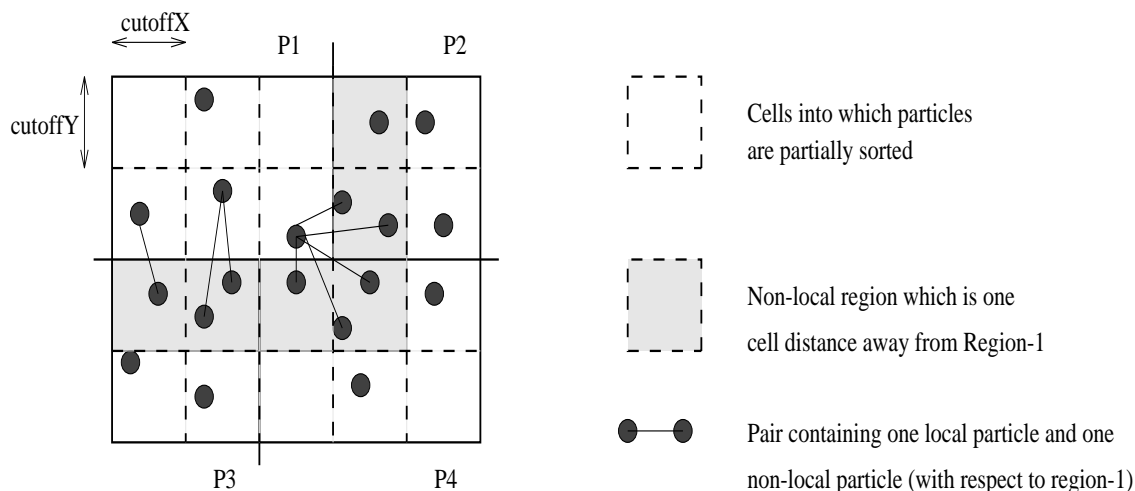 cutoffX
P1
P2
cutoffY
Cells into which particles
are partially sorted
Non-local region which is one
cell distance away from Region-1
P3
P4
Pair containing one local particle and one
non-local particle (with respect to region-1)